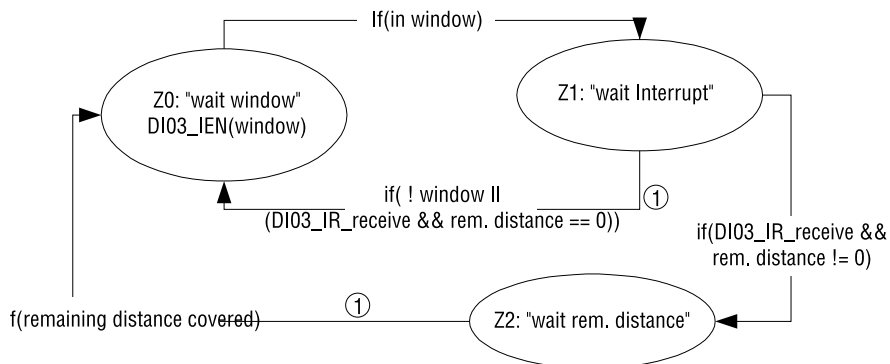 If(in window)
Z0: "wait window"
DI03_IEN(window)
Z1: "wait Interrupt"
if( ! window II
(DI03_IR_receive && rem. distance == 0))
1
if(DI03_IR_receive &&
rem. distance != 0)
f(remaining distance covered)
1
Z2: "wait rem. distance"